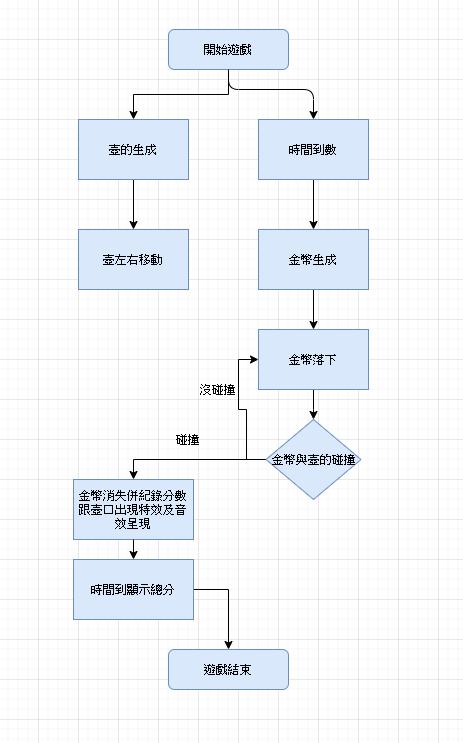 開始遊戲
壺的生成
時間到數
壺左右移動
金幣生成
金幣落下
沒碰撞
碰撞
金幣與壺的碰撞
金幣消失併紀錄分數
跟壺口出現特效及音
效呈現
時間到顯示總分
遊戲結束